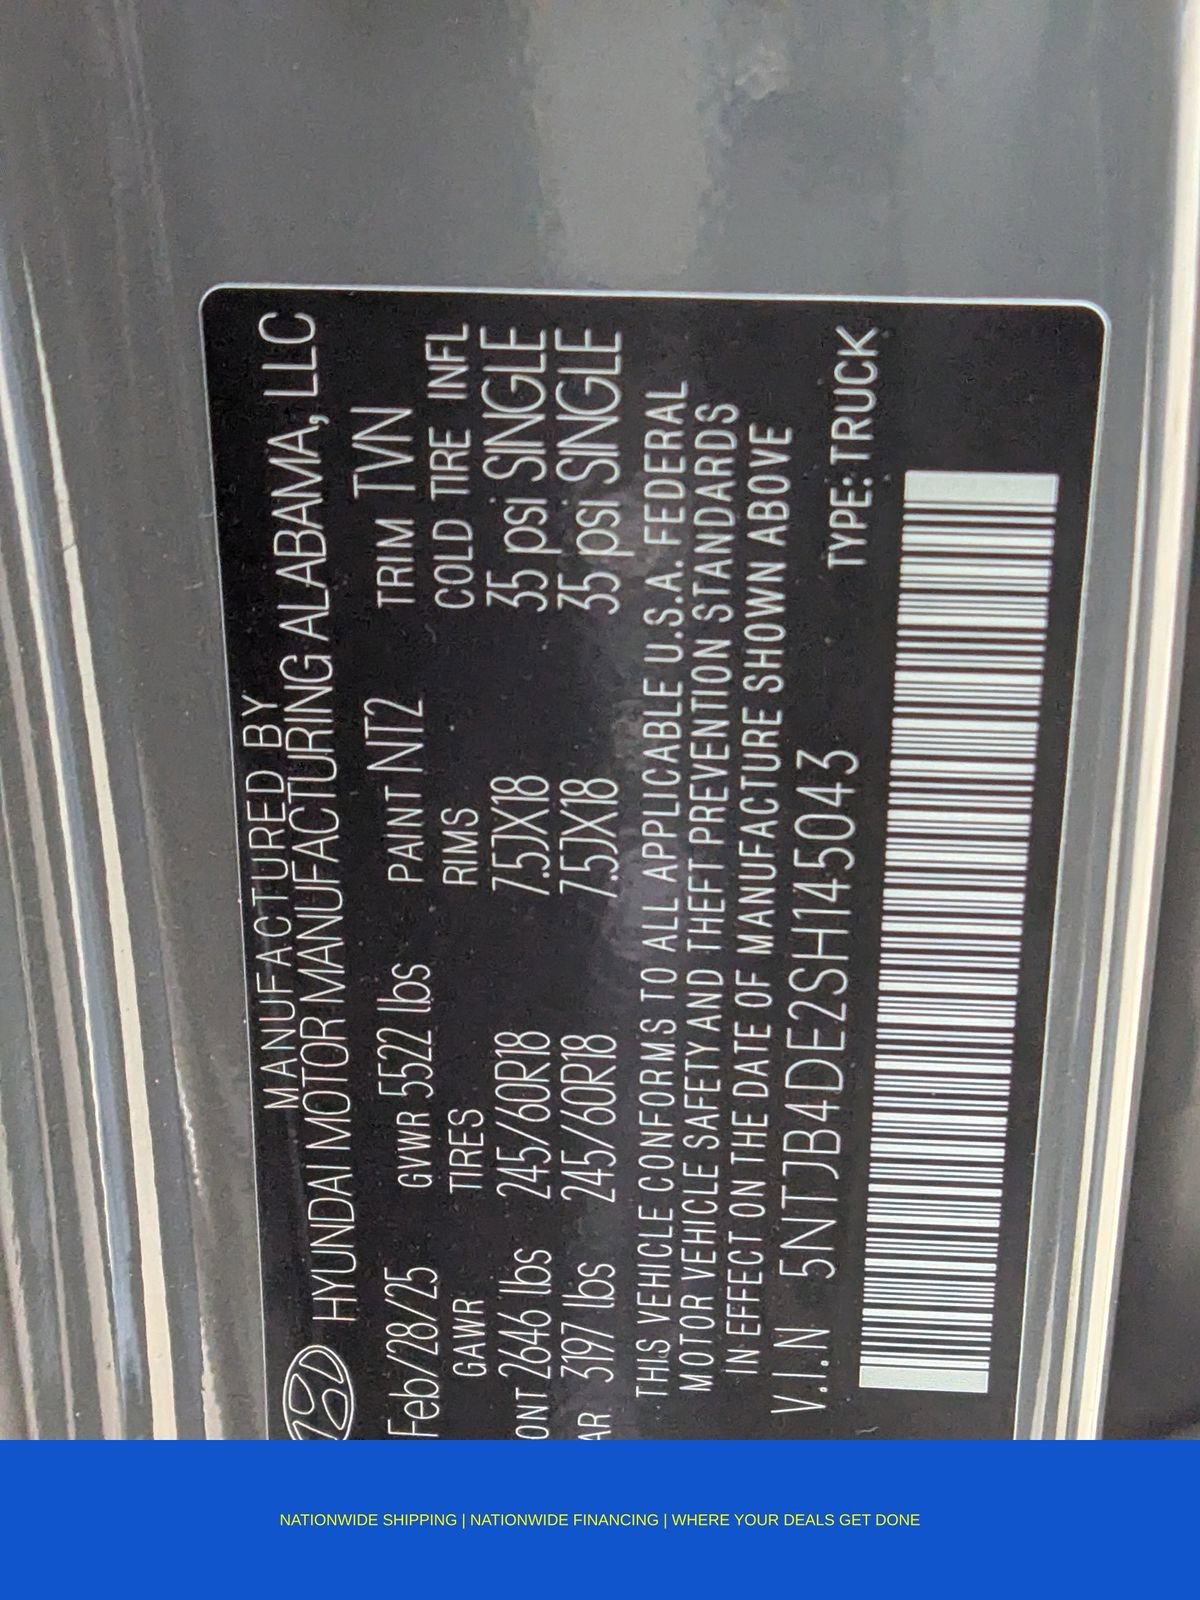 MANUFACTURED BY
HYUNDAI MOTOR MANUFACTURING ALABAMA, LLC
Feb/28/25 GVWR 5522 lbs PAINT NT2 TRIM TVN
GAWR TIRES RIMS COLD TIRE INFL
ONT 2646 lbs 245/60R18 7.5JX18 35 psi SINGLE
AR 3197 lbs 245/60R18 7.5JX18 35 psi SINGLE
THIS VEHICLE CONFORMS TO ALL APPLICABLE U.S.A. FEDERAL
MOTOR VEHICLE SAFETY AND THEFT PREVENTION STANDARDS
IN EFFECT ON THE DATE OF MANUFACTURE SHOWN ABOVE
V.I.N 5NTJB4DE2SH145043 TYPE: TRUCK
NATIONWIDE SHIPPING | NATIONWIDE FINANCING | WHERE YOUR DEALS GET DONE